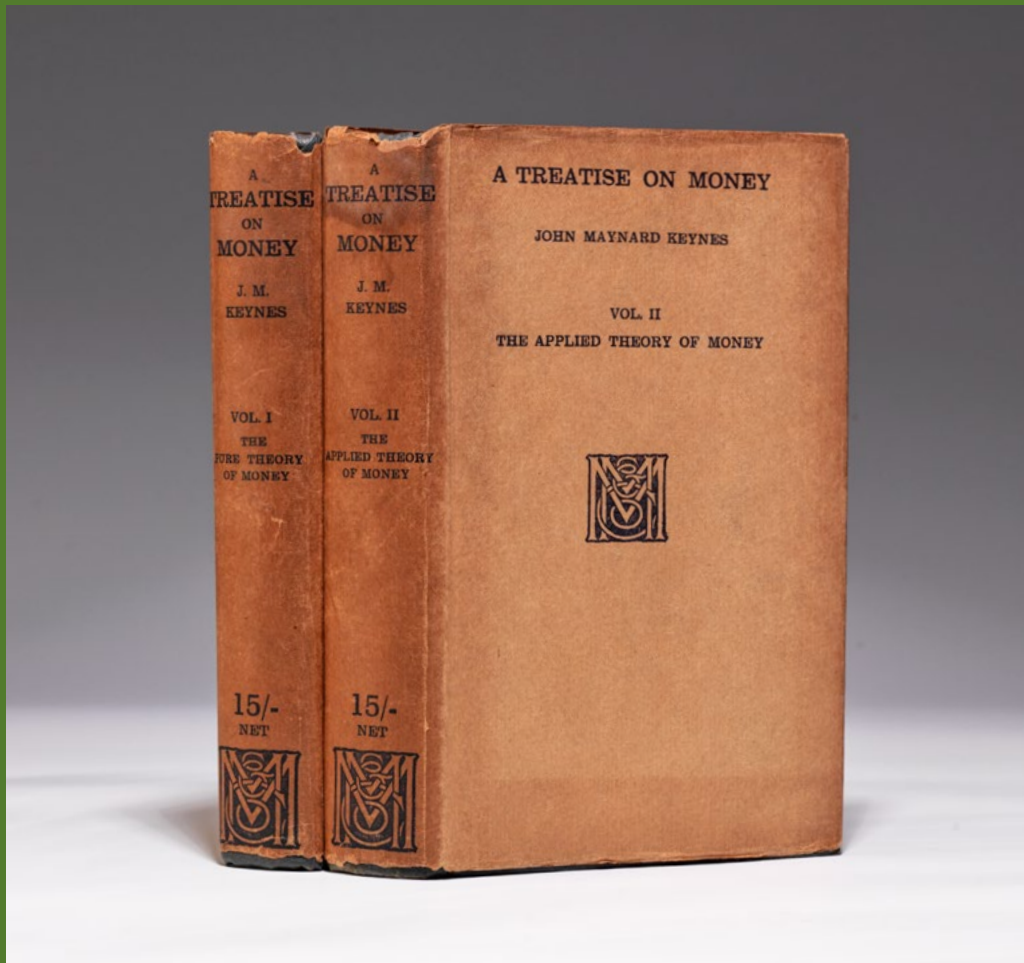 A
TREATISE
ON
MONEY
J. M.
KEYNES
VOL. I
THE
PURE THEORY
OF MONEY
15/-
NET
A
TREATISE
ON
MONEY
J. M.
KEYNES
VOL. II
THE
APPLIED THEORY
OF MONEY
15/-
NET
A TREATISE ON MONEY
JOHN MAYNARD KEYNES
VOL. II
THE APPLIED THEORY OF MONEY